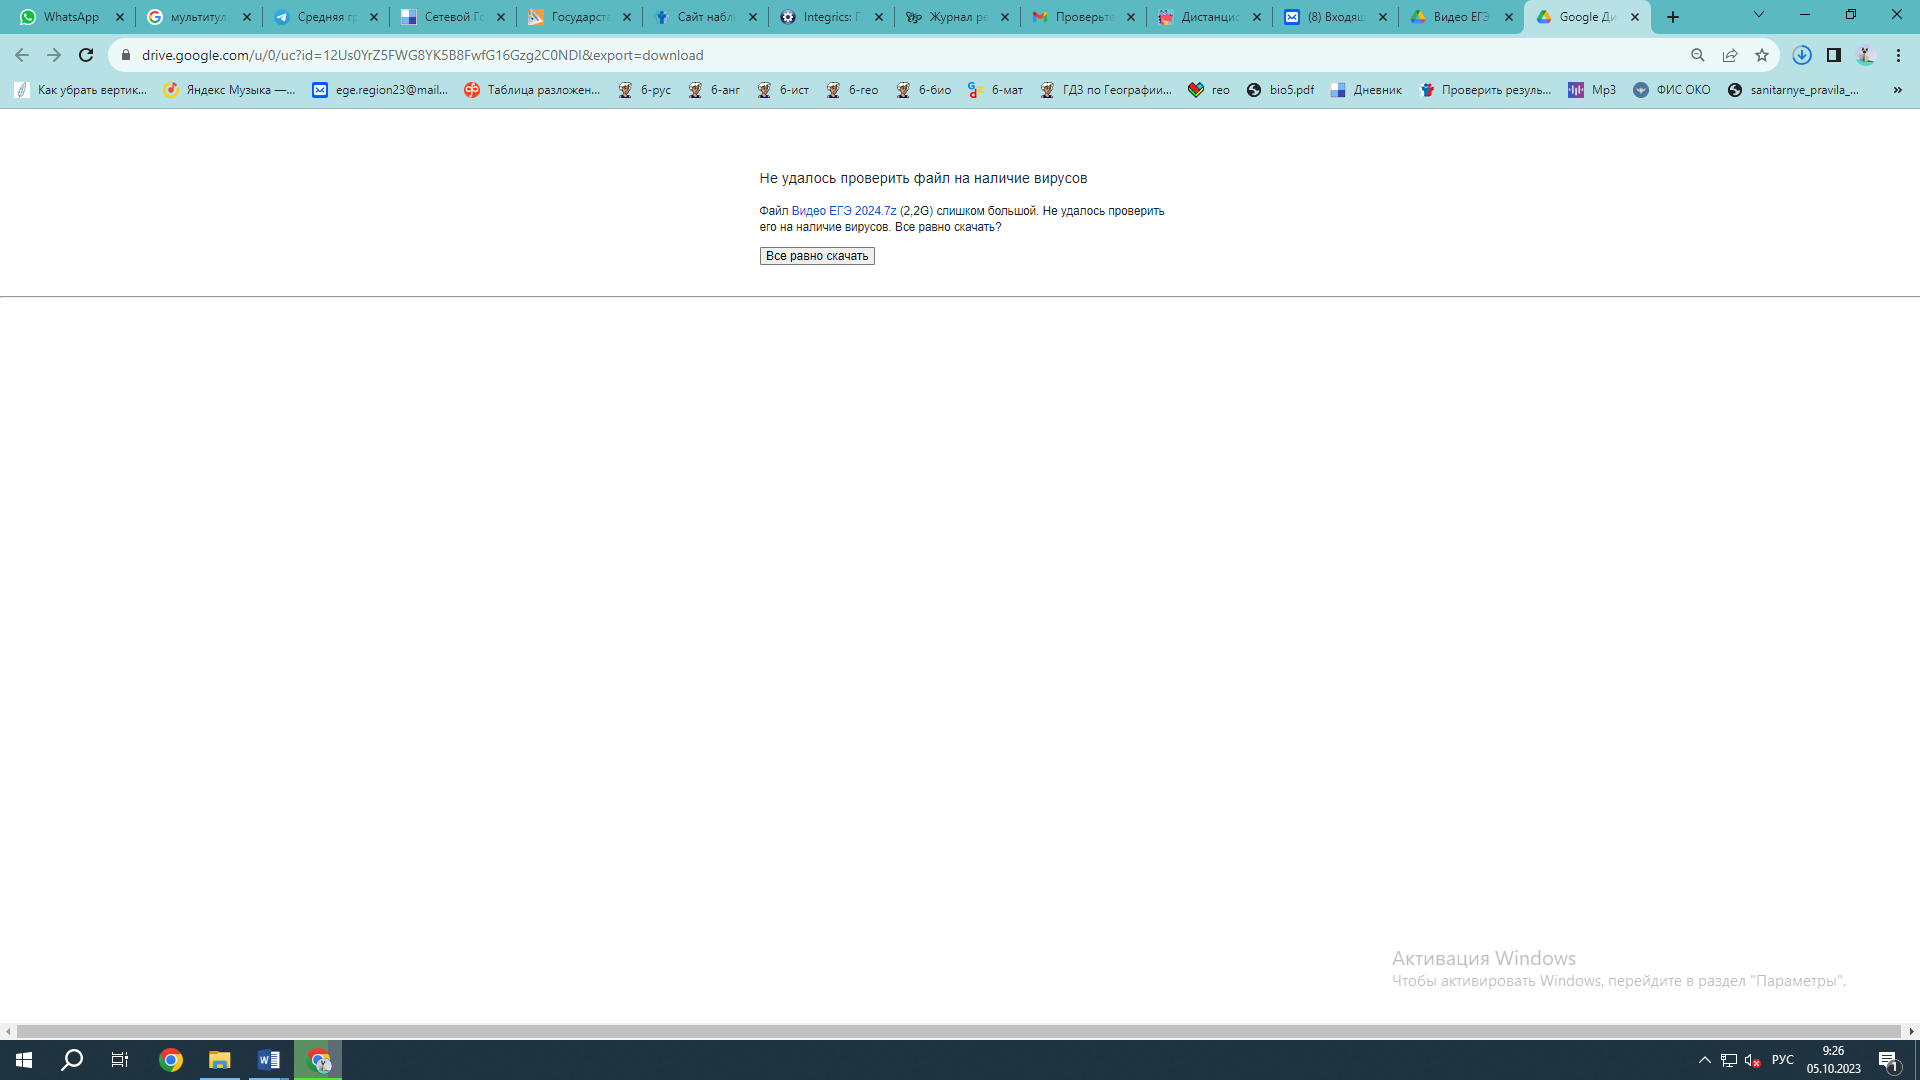 WhatsApp
мультитул
Средняя гр
Сетевой Го
Государств
Сайт набл
Integrics: Г
Журнал ре
Проверьте
Дистанцио
(8) Входящ
Видео ЕГЭ
Google Ди
drive.google.com/u/0/uc?id=12Us0YrZ5FWG8YK5B8FwfG16Gzg2C0NDI&export=download
Как убрать вертик...
Яндекс Музыка —...
ege.region23@mail...
Таблица разложен...
6-рус
6-анг
6-ист
6-гео
6-био
6-мат
ГДЗ по Географии...
гео
bio5.pdf
Дневник
Проверить резуль...
Mp3
ФИС ОКО
sanitarnye_pravila_...
»
Не удалось проверить файл на наличие вирусов
Файл Видео ЕГЭ 2024.7z (2,2G) слишком большой. Не удалось проверить
его на наличие вирусов. Все равно скачать?
Все равно скачать
Активация Windows
Чтобы активировать Windows, перейдите в раздел "Параметры".
РУС
9:26
05.10.2023
1